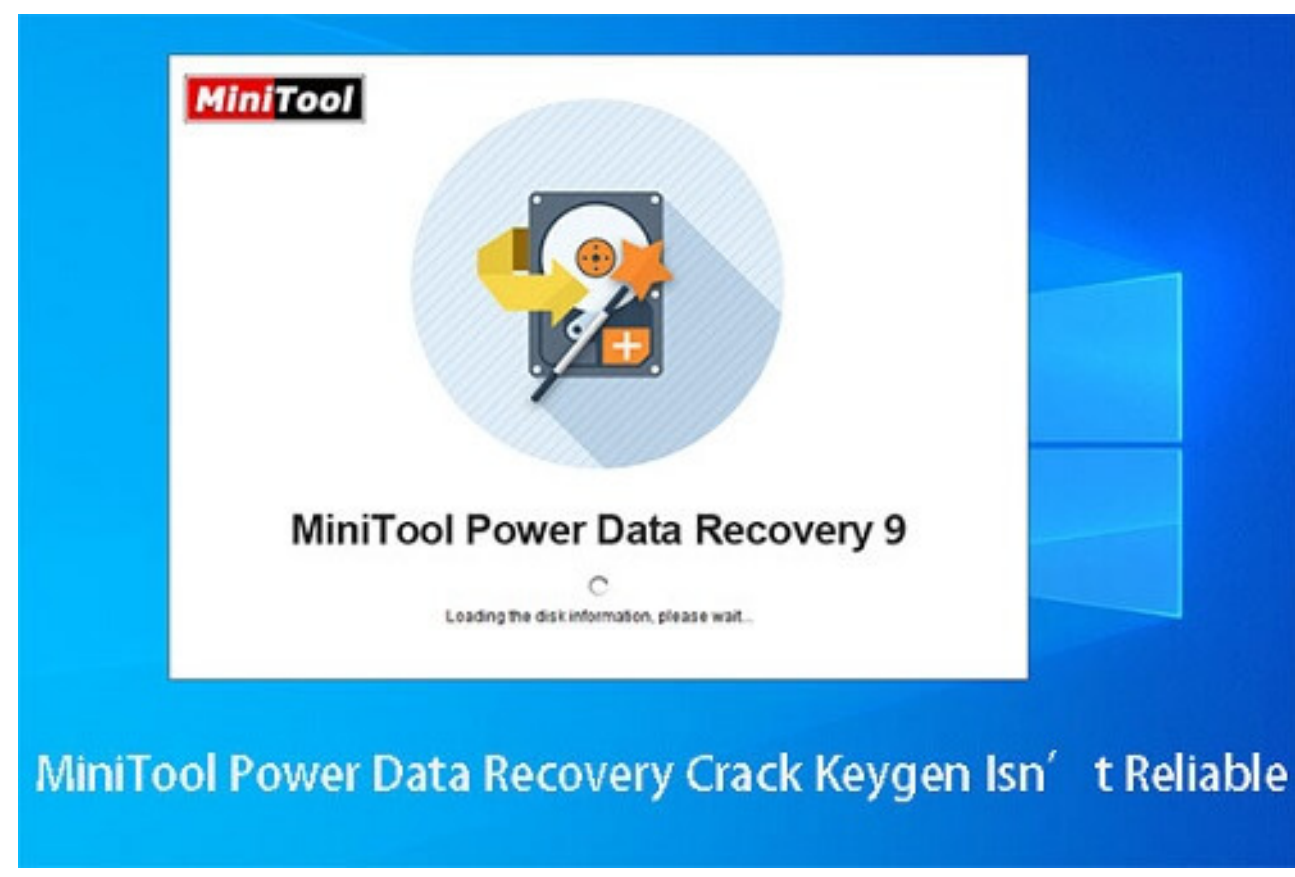 MiniTool
MiniTool Power Data Recovery 9
Loading the disk information, please wait...
MiniTool Power Data Recovery Crack Keygen Isn′ t Reliable